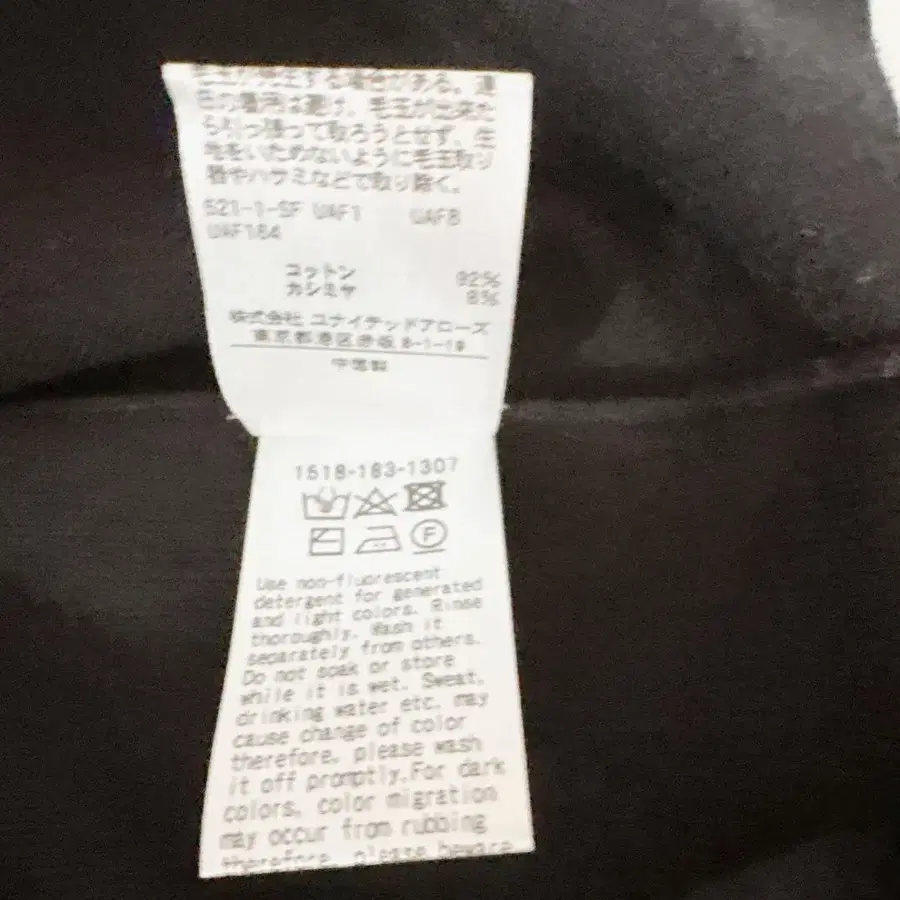 毛玉が発生する場合がある。連
色の着用は避け、毛玉が出来た
ら引っ張って取ろうとせず、生
地をいためないように毛玉取り
器やハサミなどで取り除く。
521-1-SF UAF1 UAF8
UAF184
コットン 92%
カシミヤ 8%
株式会社 ユナイテッドアローズ
東京都港区赤坂 8-1-19
中国製
1518-183-1307
F
Use non-fluorescent
detergent for generated
and light colors. Rinse
thoroughly. Wash it
separately from others.
Do not soak or store
while it is wet. Sweat,
drinking water etc. may
cause change of color
therefore, please wash
it off promptly.For dark
colors, color migration
may occur from rubbing
therefore, please beware